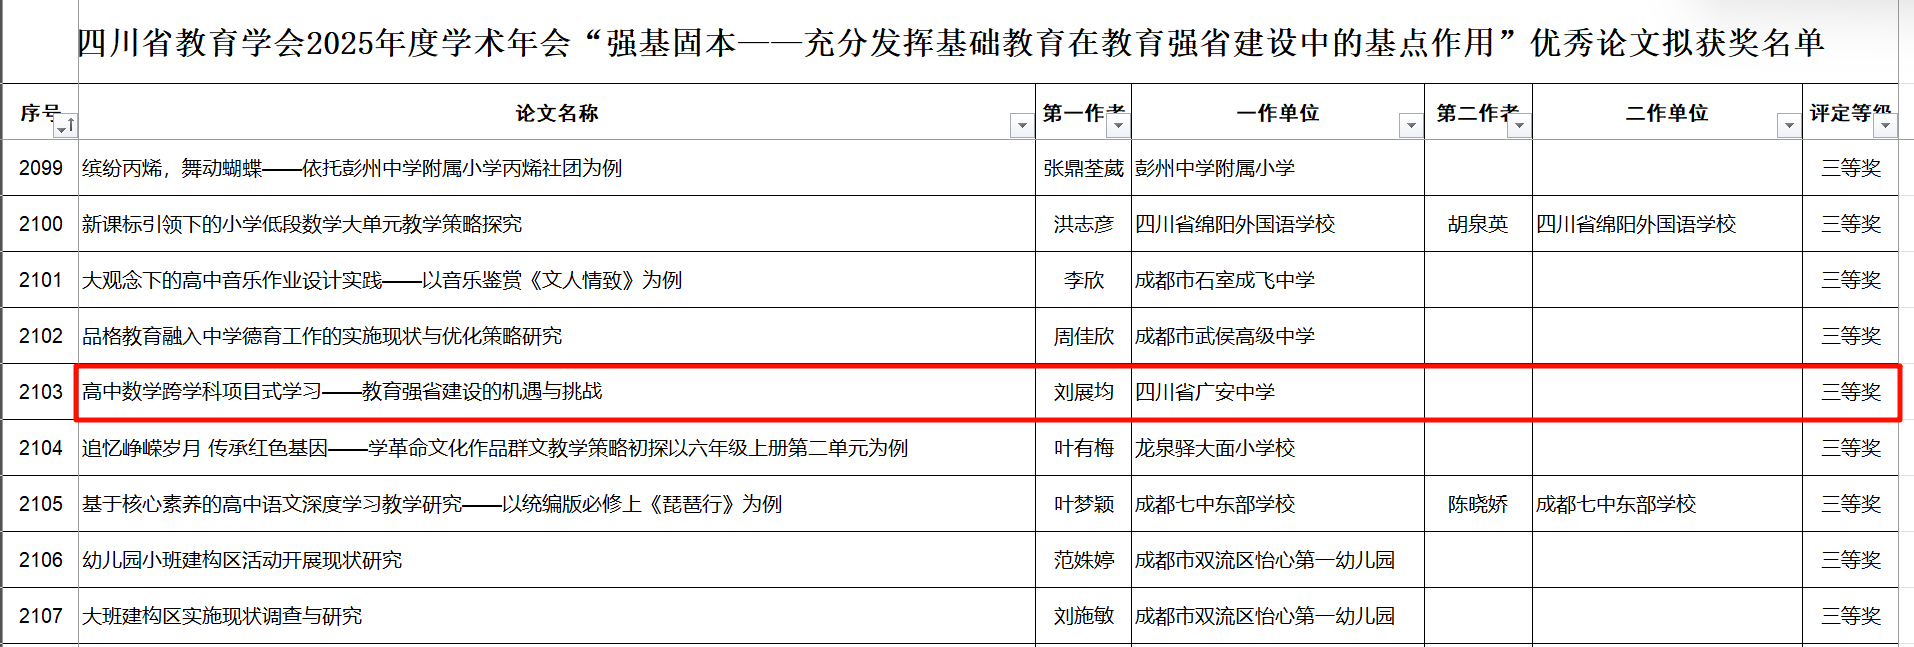 四川省教育学会2025年度学术年会“强基固本——充分发挥基础教育在教育强省建设中的基点作用”优秀论文拟获奖名单
序号 论文名称 第一作者 一作单位 第二作者 二作单位 评定等级
2099 缤纷丙烯，舞动蝴蝶——依托彭州中学附属小学丙烯社团为例 张鼎荃葳 彭州中学附属小学 三等奖
2100 新课标引领下的小学低段数学大单元教学策略探究 洪志彦 四川省绵阳外国语学校 胡泉英 四川省绵阳外国语学校 三等奖
2101 大观念下的高中音乐作业设计实践——以音乐鉴赏《文人情致》为例 李欣 成都市石室成飞中学 三等奖
2102 品格教育融入中学德育工作的实施现状与优化策略研究 周佳欣 成都市武侯高级中学 三等奖
2103 高中数学跨学科项目式学习——教育强省建设的机遇与挑战 刘展均 四川省广安中学 三等奖
2104 追忆峥嵘岁月 传承红色基因——学革命文化作品群文教学策略初探以六年级上册第二单元为例 叶有梅 龙泉驿大面小学校 三等奖
2105 基于核心素养的高中语文深度学习教学研究——以统编版必修上《琵琶行》为例 叶梦颖 成都七中东部学校 陈晓娇 成都七中东部学校 三等奖
2106 幼儿园小班建构区活动开展现状研究 范姝婷 成都市双流区怡心第一幼儿园 三等奖
2107 大班建构区实施现状调查与研究 刘施敏 成都市双流区怡心第一幼儿园 三等奖